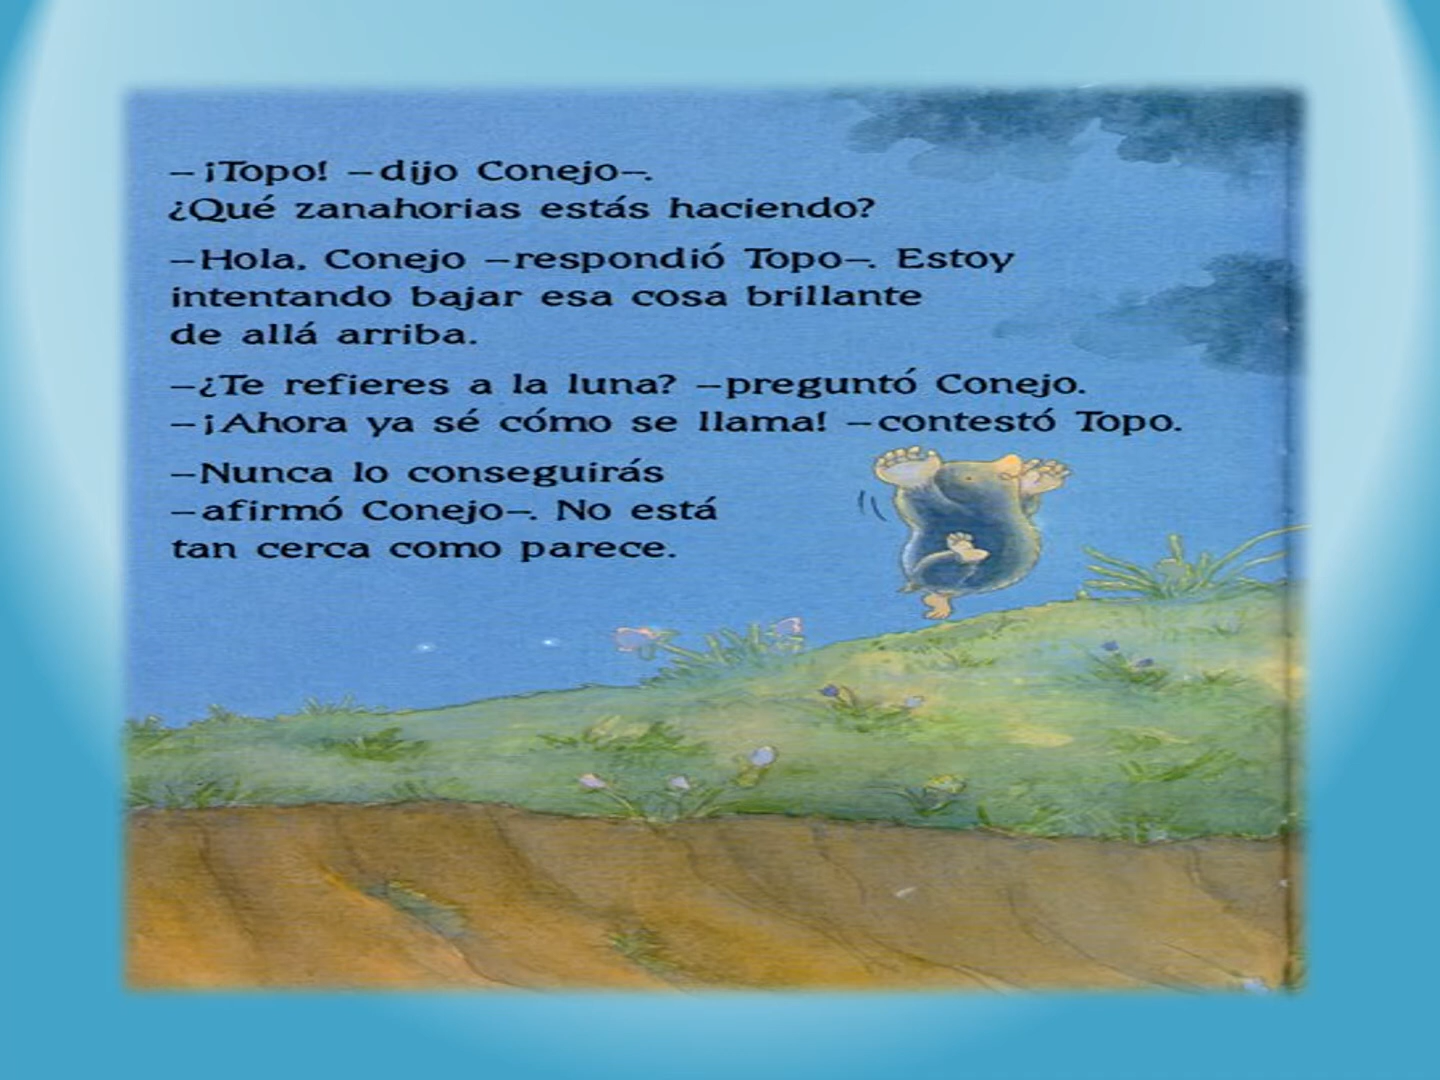 – ¡Topo! –dijo Conejo–.
¿Qué zanahorias estás haciendo?
–Hola, Conejo –respondió Topo–. Estoy
intentando bajar esa cosa brillante
de allá arriba.
–¿Te refieres a la luna? –preguntó Conejo.
–¡Ahora ya sé cómo se llama! –contestó Topo.
–Nunca lo conseguirás
–afirmó Conejo–. No está
tan cerca como parece.